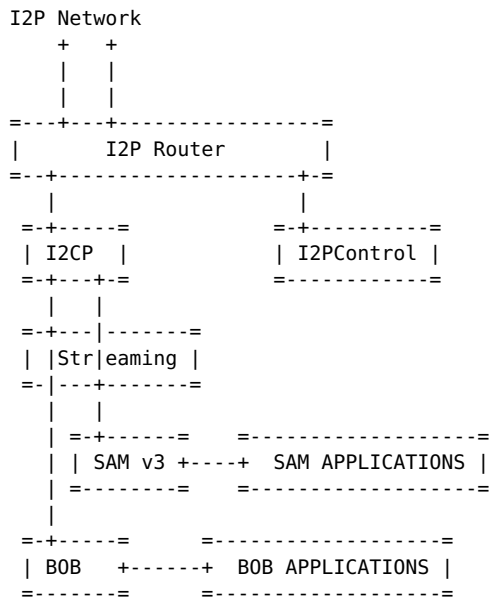 I2P Network
I2P Router
I2CP
I2PControl
Streaming
SAM v3
SAM APPLICATIONS
BOB
BOB APPLICATIONS